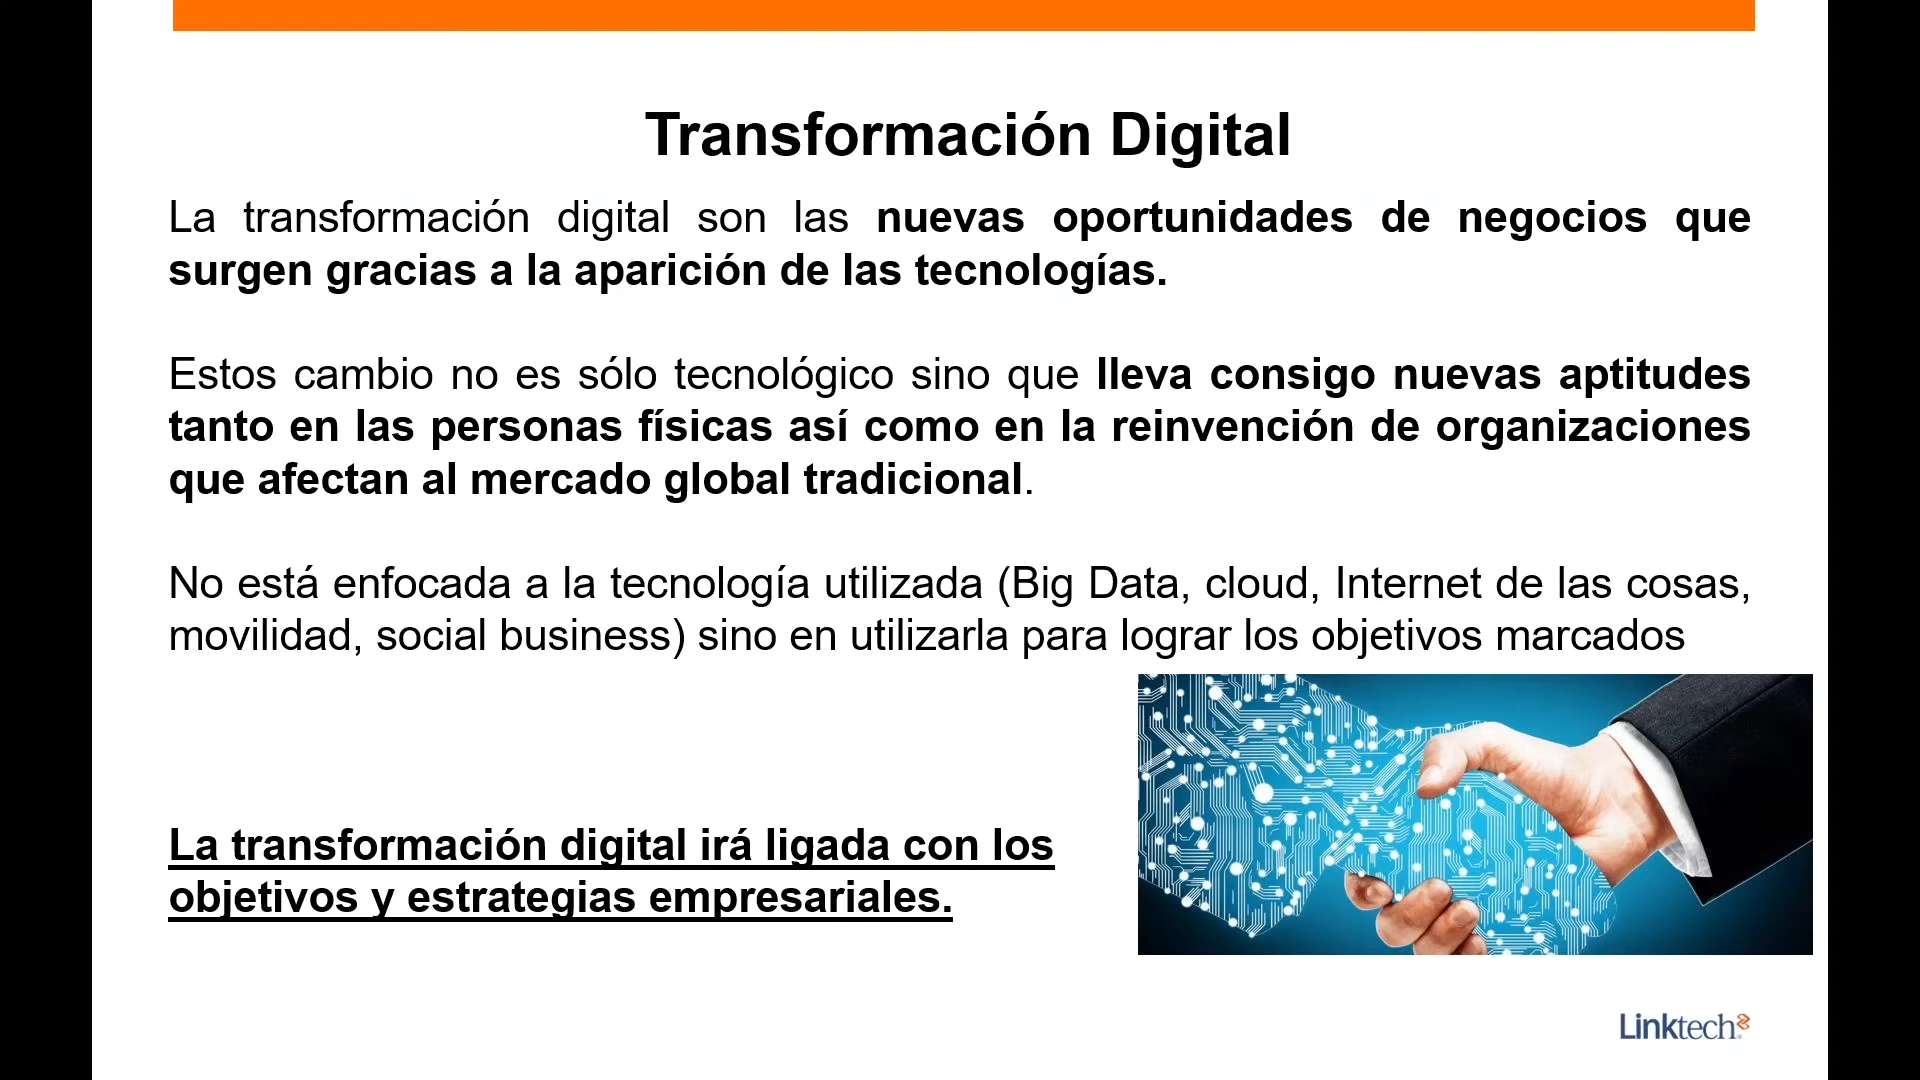 Transformación Digital
La transformación digital son las nuevas oportunidades de negocios que
surgen gracias a la aparición de las tecnologías.
Estos cambio no es sólo tecnológico sino que lleva consigo nuevas aptitudes
tanto en las personas físicas así como en la reinvención de organizaciones
que afectan al mercado global tradicional.
No está enfocada a la tecnología utilizada (Big Data, cloud, Internet de las cosas,
movilidad, social business) sino en utilizarla para lograr los objetivos marcados
La transformación digital irá ligada con los
objetivos y estrategias empresariales.
Linktech